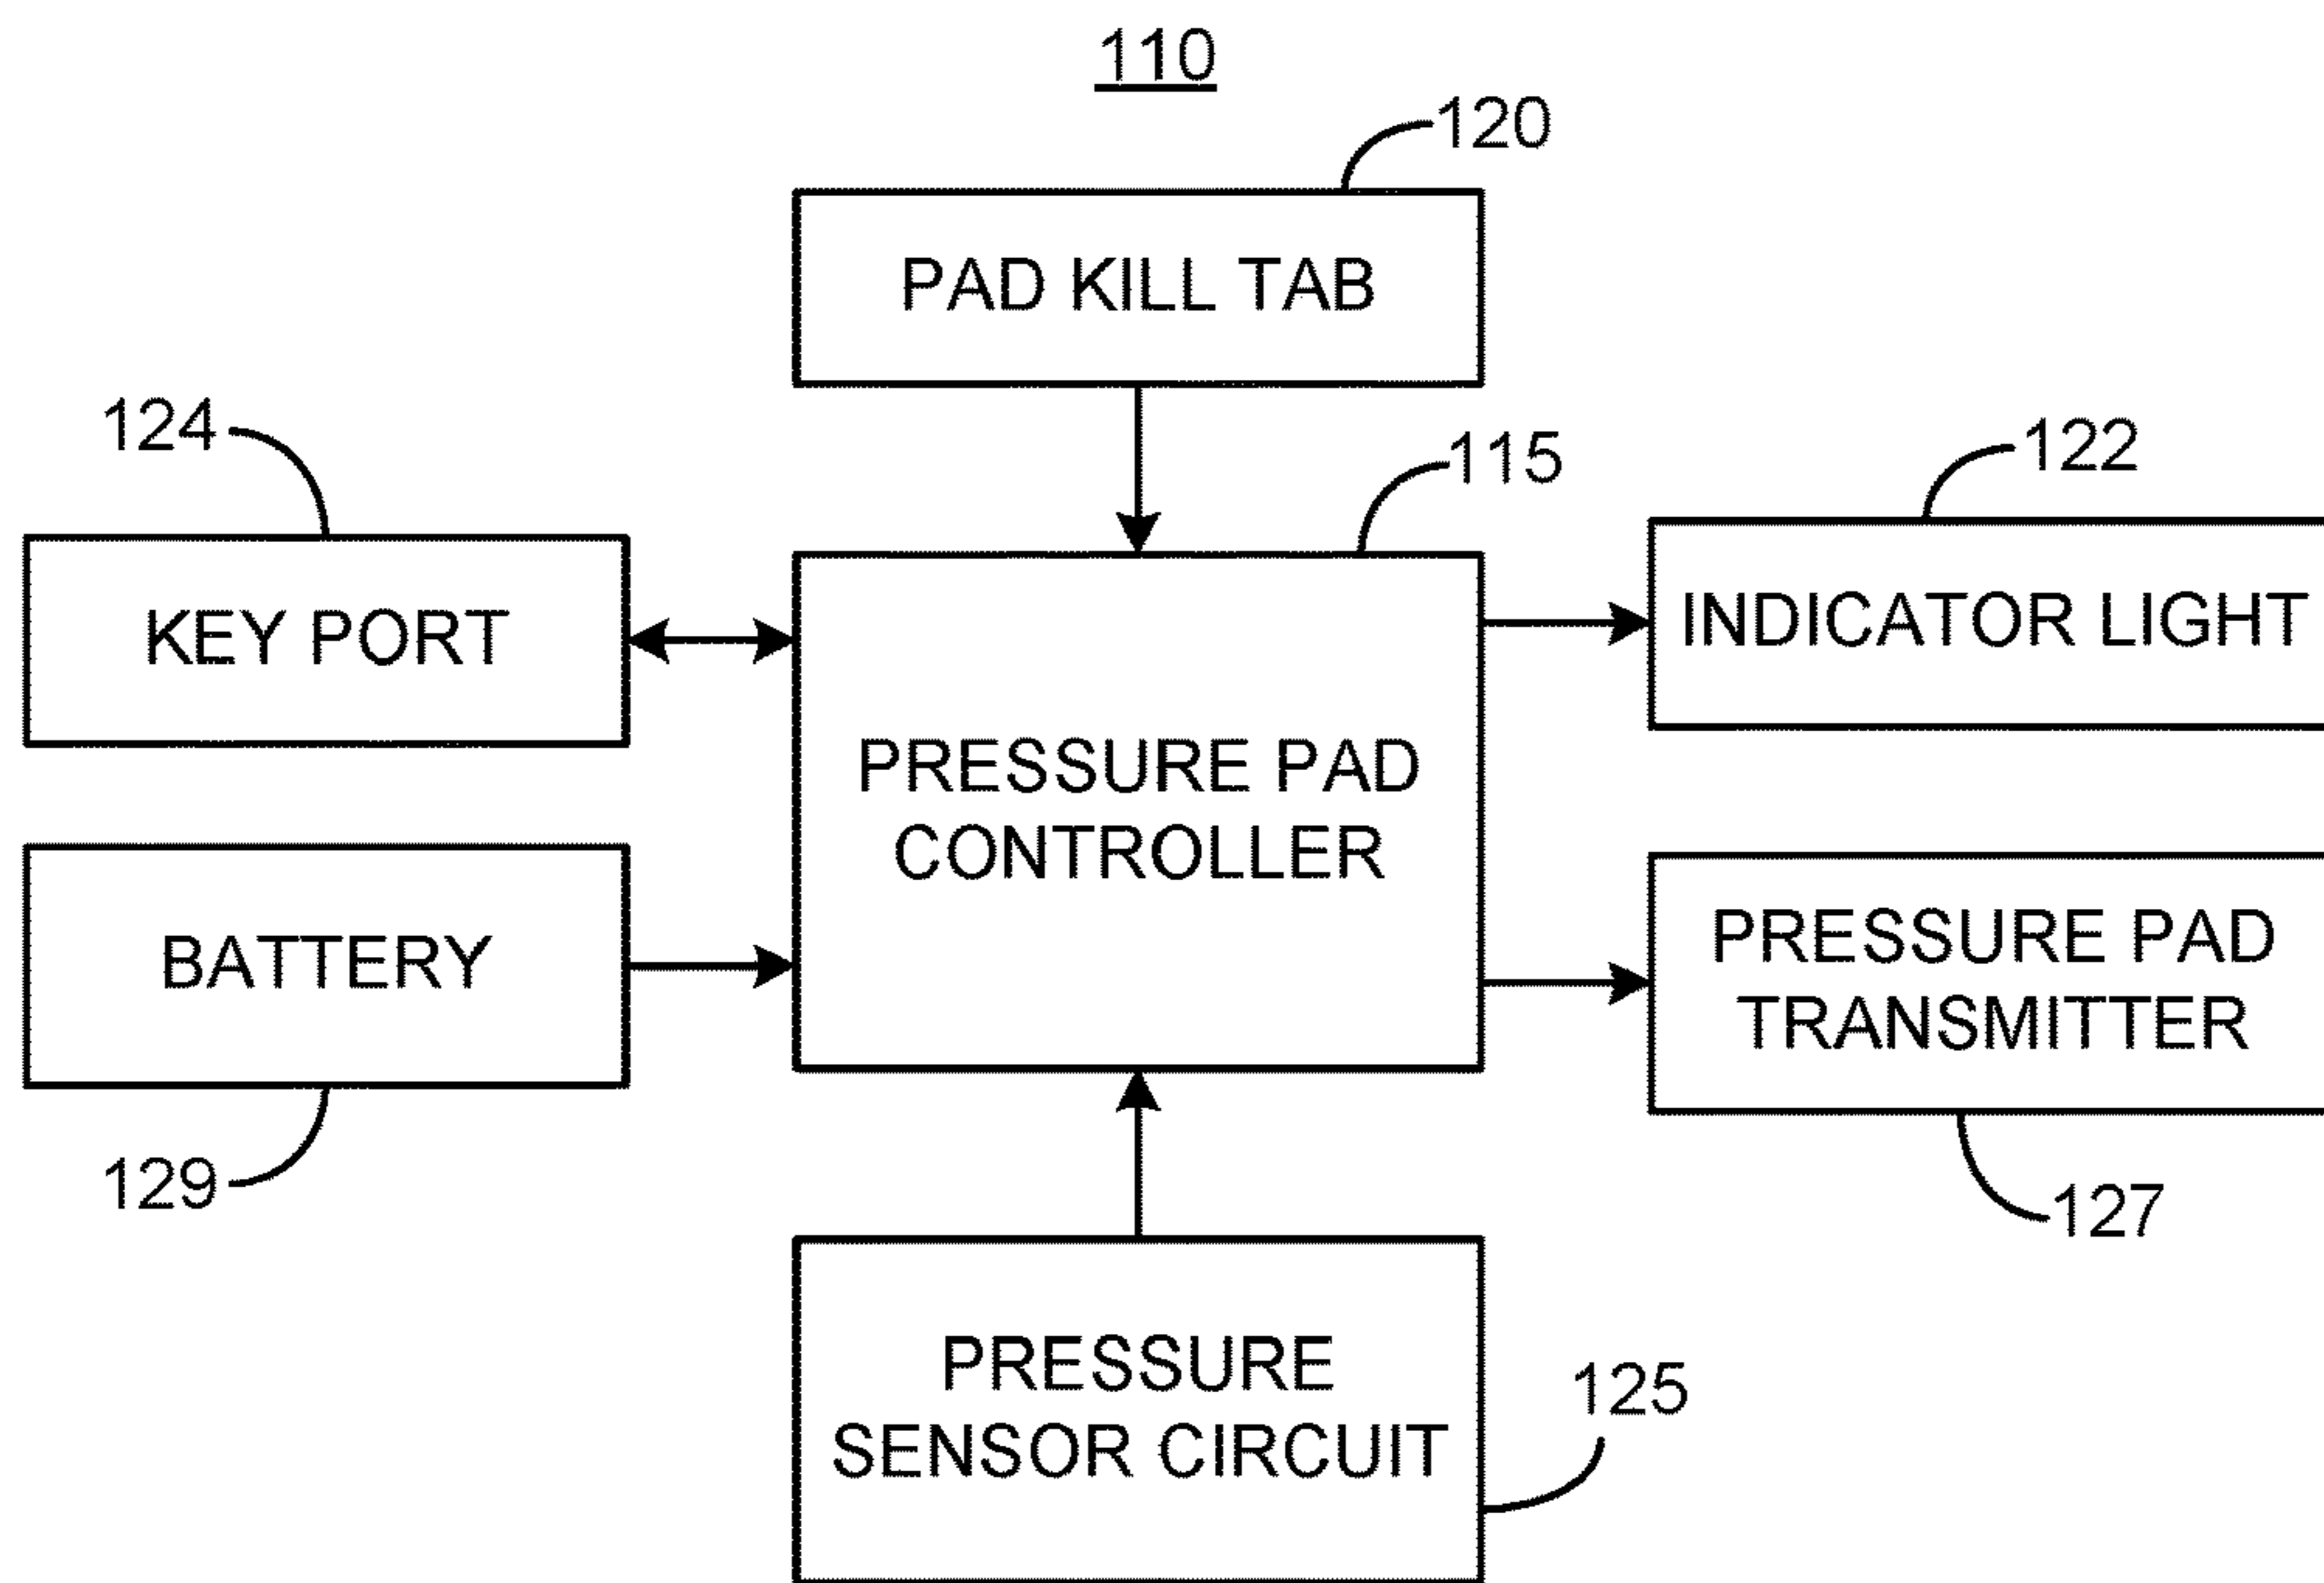 110
120
PAD KILL TAB
124
115
122
KEY PORT
INDICATOR LIGHT
PRESSURE PAD
CONTROLLER
BATTERY
PRESSURE PAD
TRANSMITTER
129
127
PRESSURE
SENSOR CIRCUIT
125